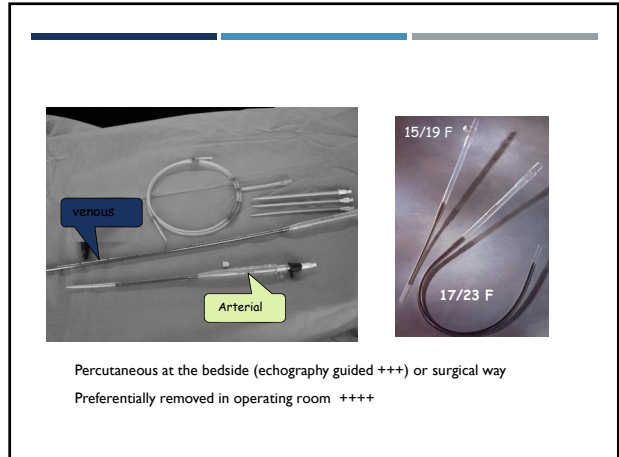 venous
Arterial
15/19 F
17/23 F
Percutaneous at the bedside (echography guided +++) or surgical way
Preferentially removed in operating room ++++